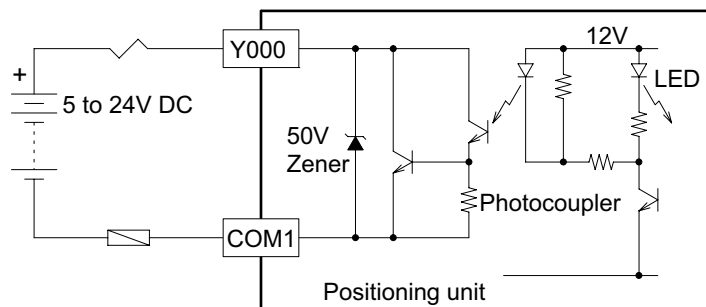 Y000
12V
+
5 to 24V DC
LED
50V
Zener
Photocoupler
COM1
Positioning unit